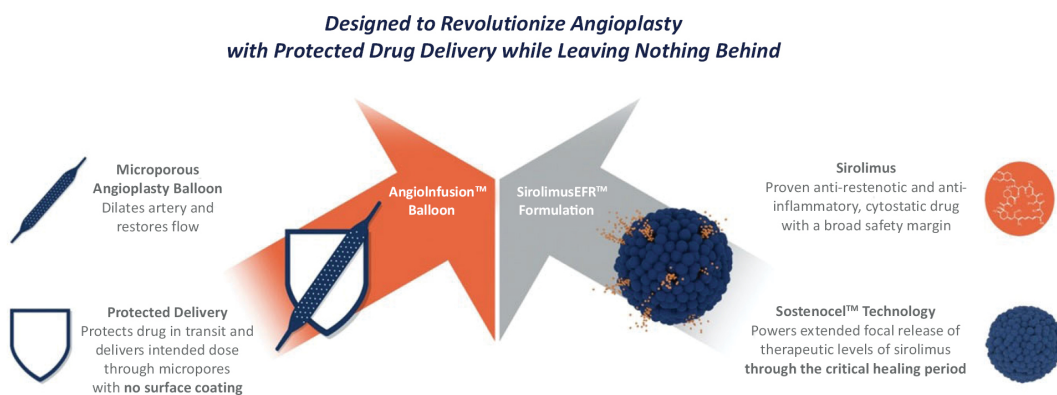 Designed to Revolutionize Angioplasty
with Protected Drug Delivery while Leaving Nothing Behind
Microporous
Angioplasty Balloon
Dilates artery and
restores flow
Protected Delivery
Protects drug in transit and
delivers intended dose
through micropores
with no surface coating
AngioInfusion™
Balloon
SirolimusEFR™
Formulation
Sirolimus
Proven anti-restenotic and anti-
inflammatory, cytostatic drug
with a broad safety margin
Sostenocel™ Technology
Powers extended focal release of
therapeutic levels of sirolimus
through the critical healing period